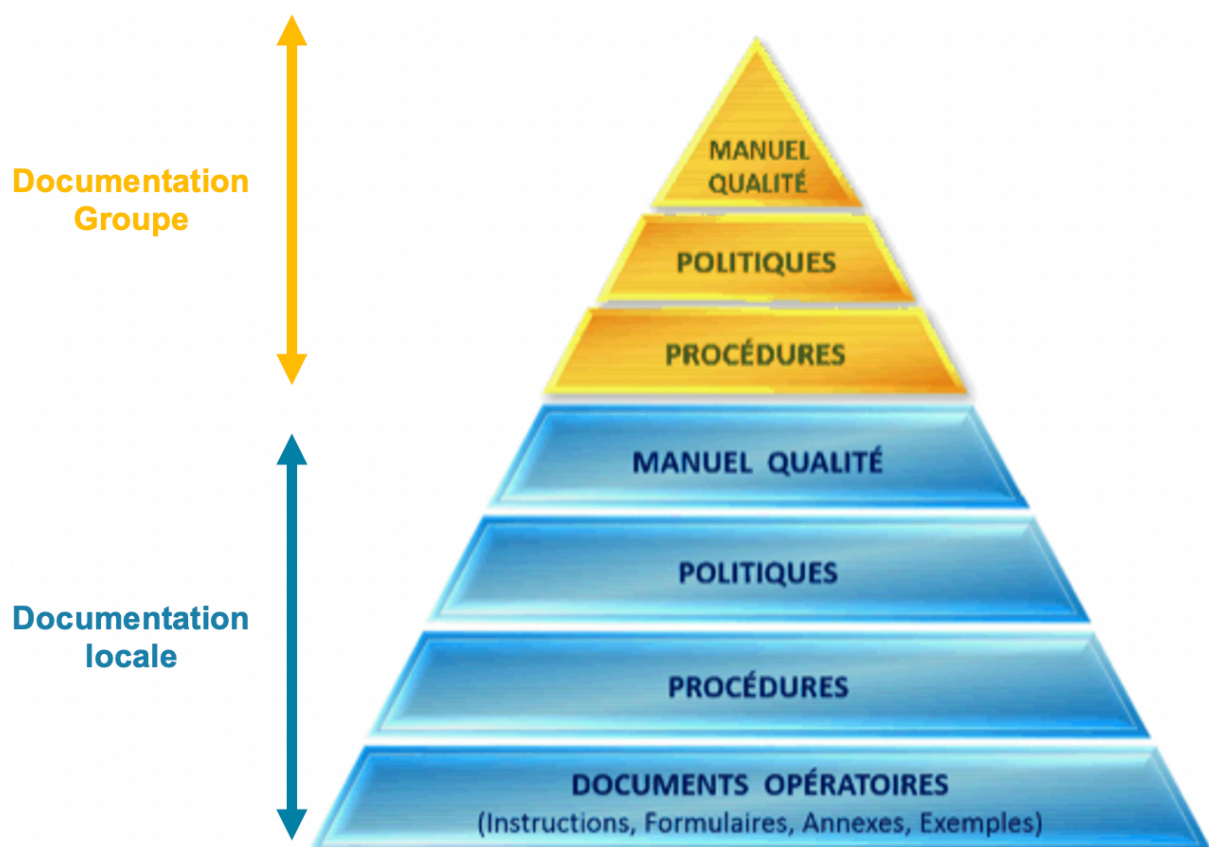 MANUEL
QUALITÉ
Documentation
Groupe
POLITIQUES
PROCÉDURES
MANUEL QUALITÉ
POLITIQUES
Documentation
locale
PROCÉDURES
DOCUMENTS OPÉRATOIRES
(Instructions, Formulaires, Annexes, Exemples)